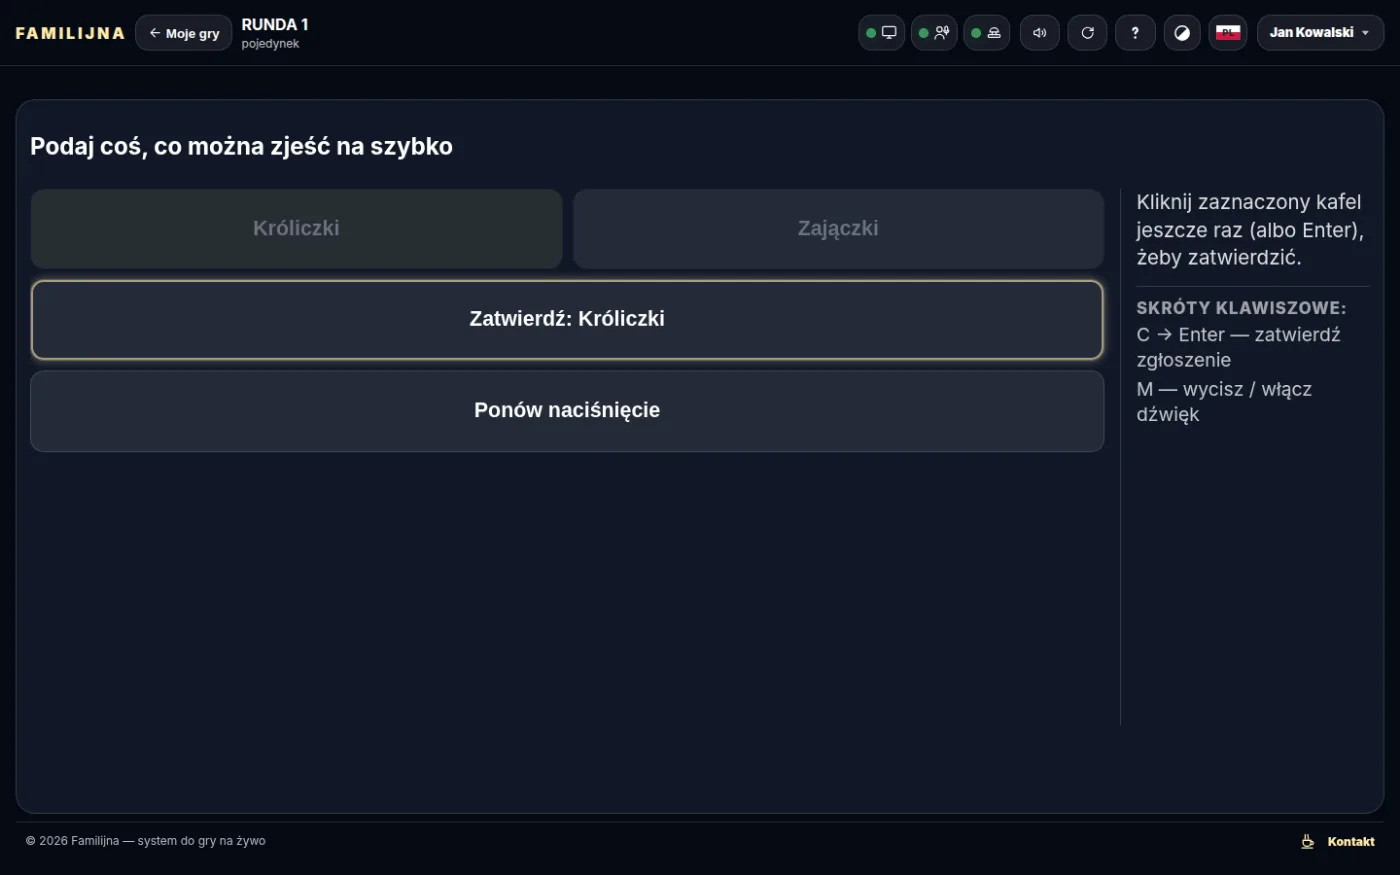 FAMILIJNA
← Moje gry
RUNDA 1
pojedynek
?
PL
Jan Kowalski
Podaj coś, co można zjeść na szybko
Króliczki
Zajączki
Zatwierdź: Króliczki
Ponów naciśnięcie
Kliknij zaznaczony kafel
jeszcze raz (albo Enter),
żeby zatwierdzić.
SKRÓTY KLAWISZOWE:
C → Enter — zatwierdź
zgłoszenie
M — wycisz / włącz
dźwięk
© 2026 Familijna — system do gry na żywo
Kontakt